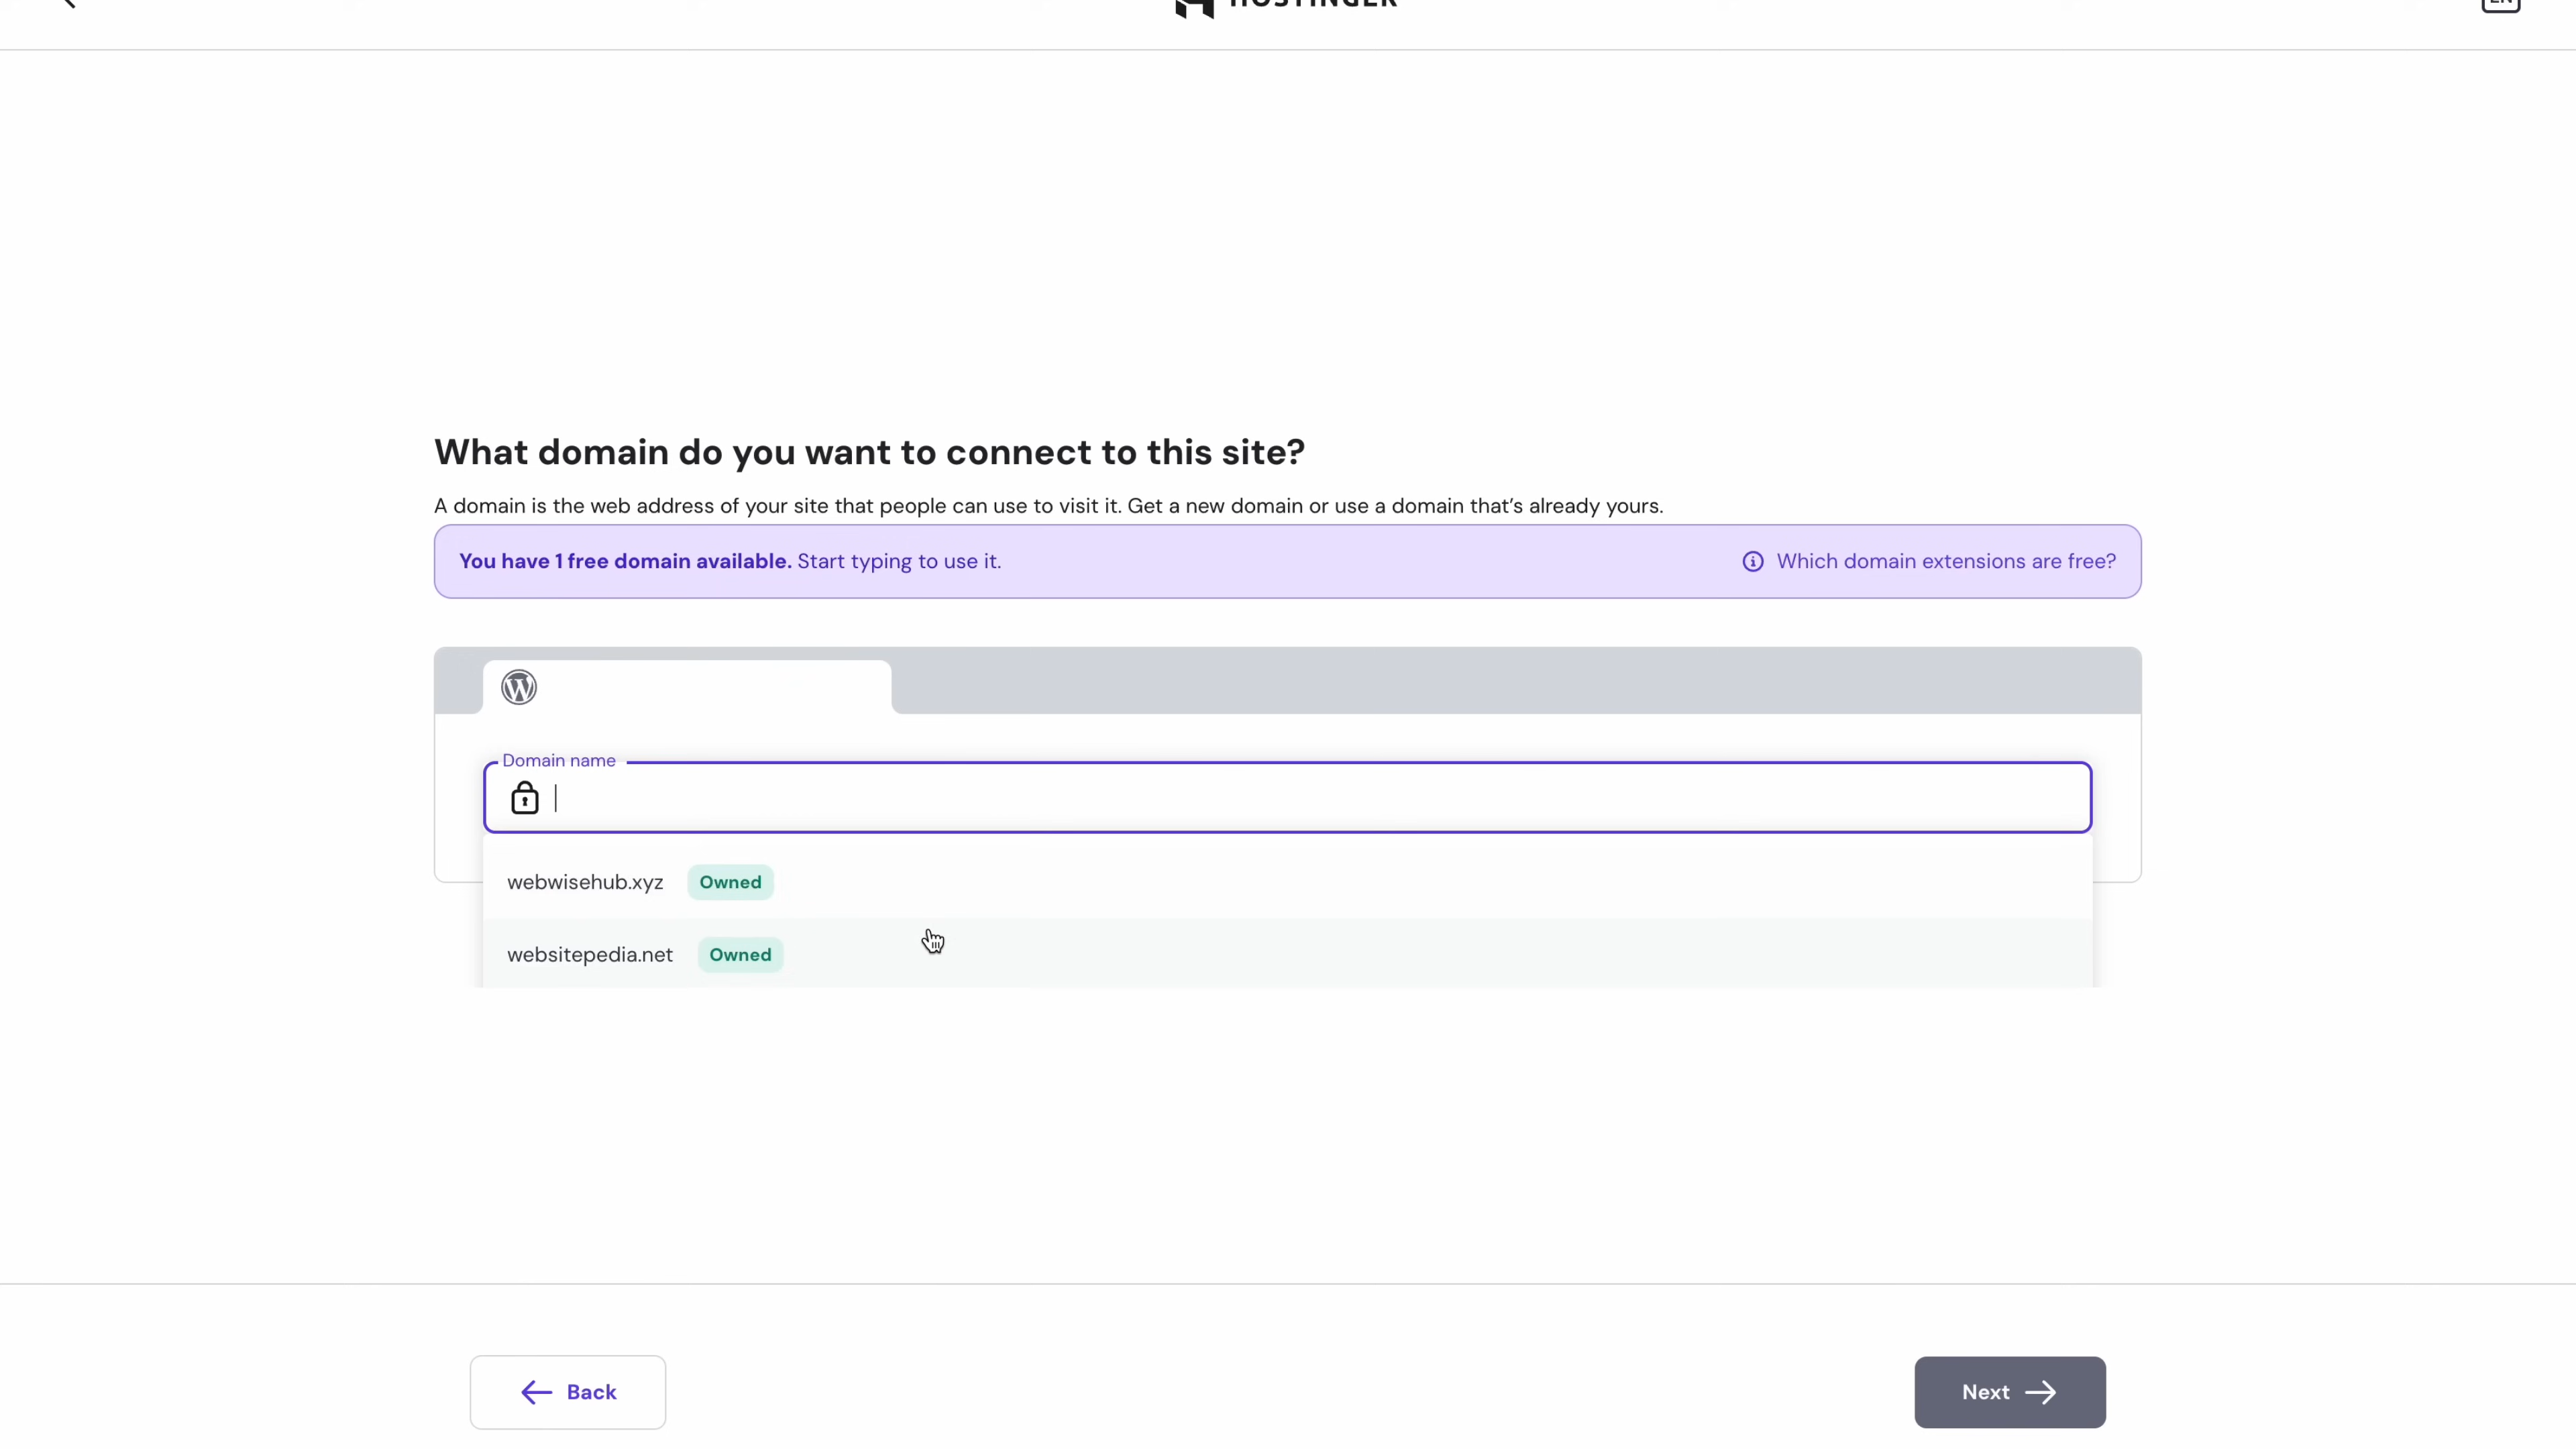 HOSTINGER
EN
What domain do you want to connect to this site?
A domain is the web address of your site that people can use to visit it. Get a new domain or use a domain that's already yours.
You have 1 free domain available. Start typing to use it.
Which domain extensions are free?
Domain name
webwisehub.xyz Owned
websitepedia.net Owned
Back
Next